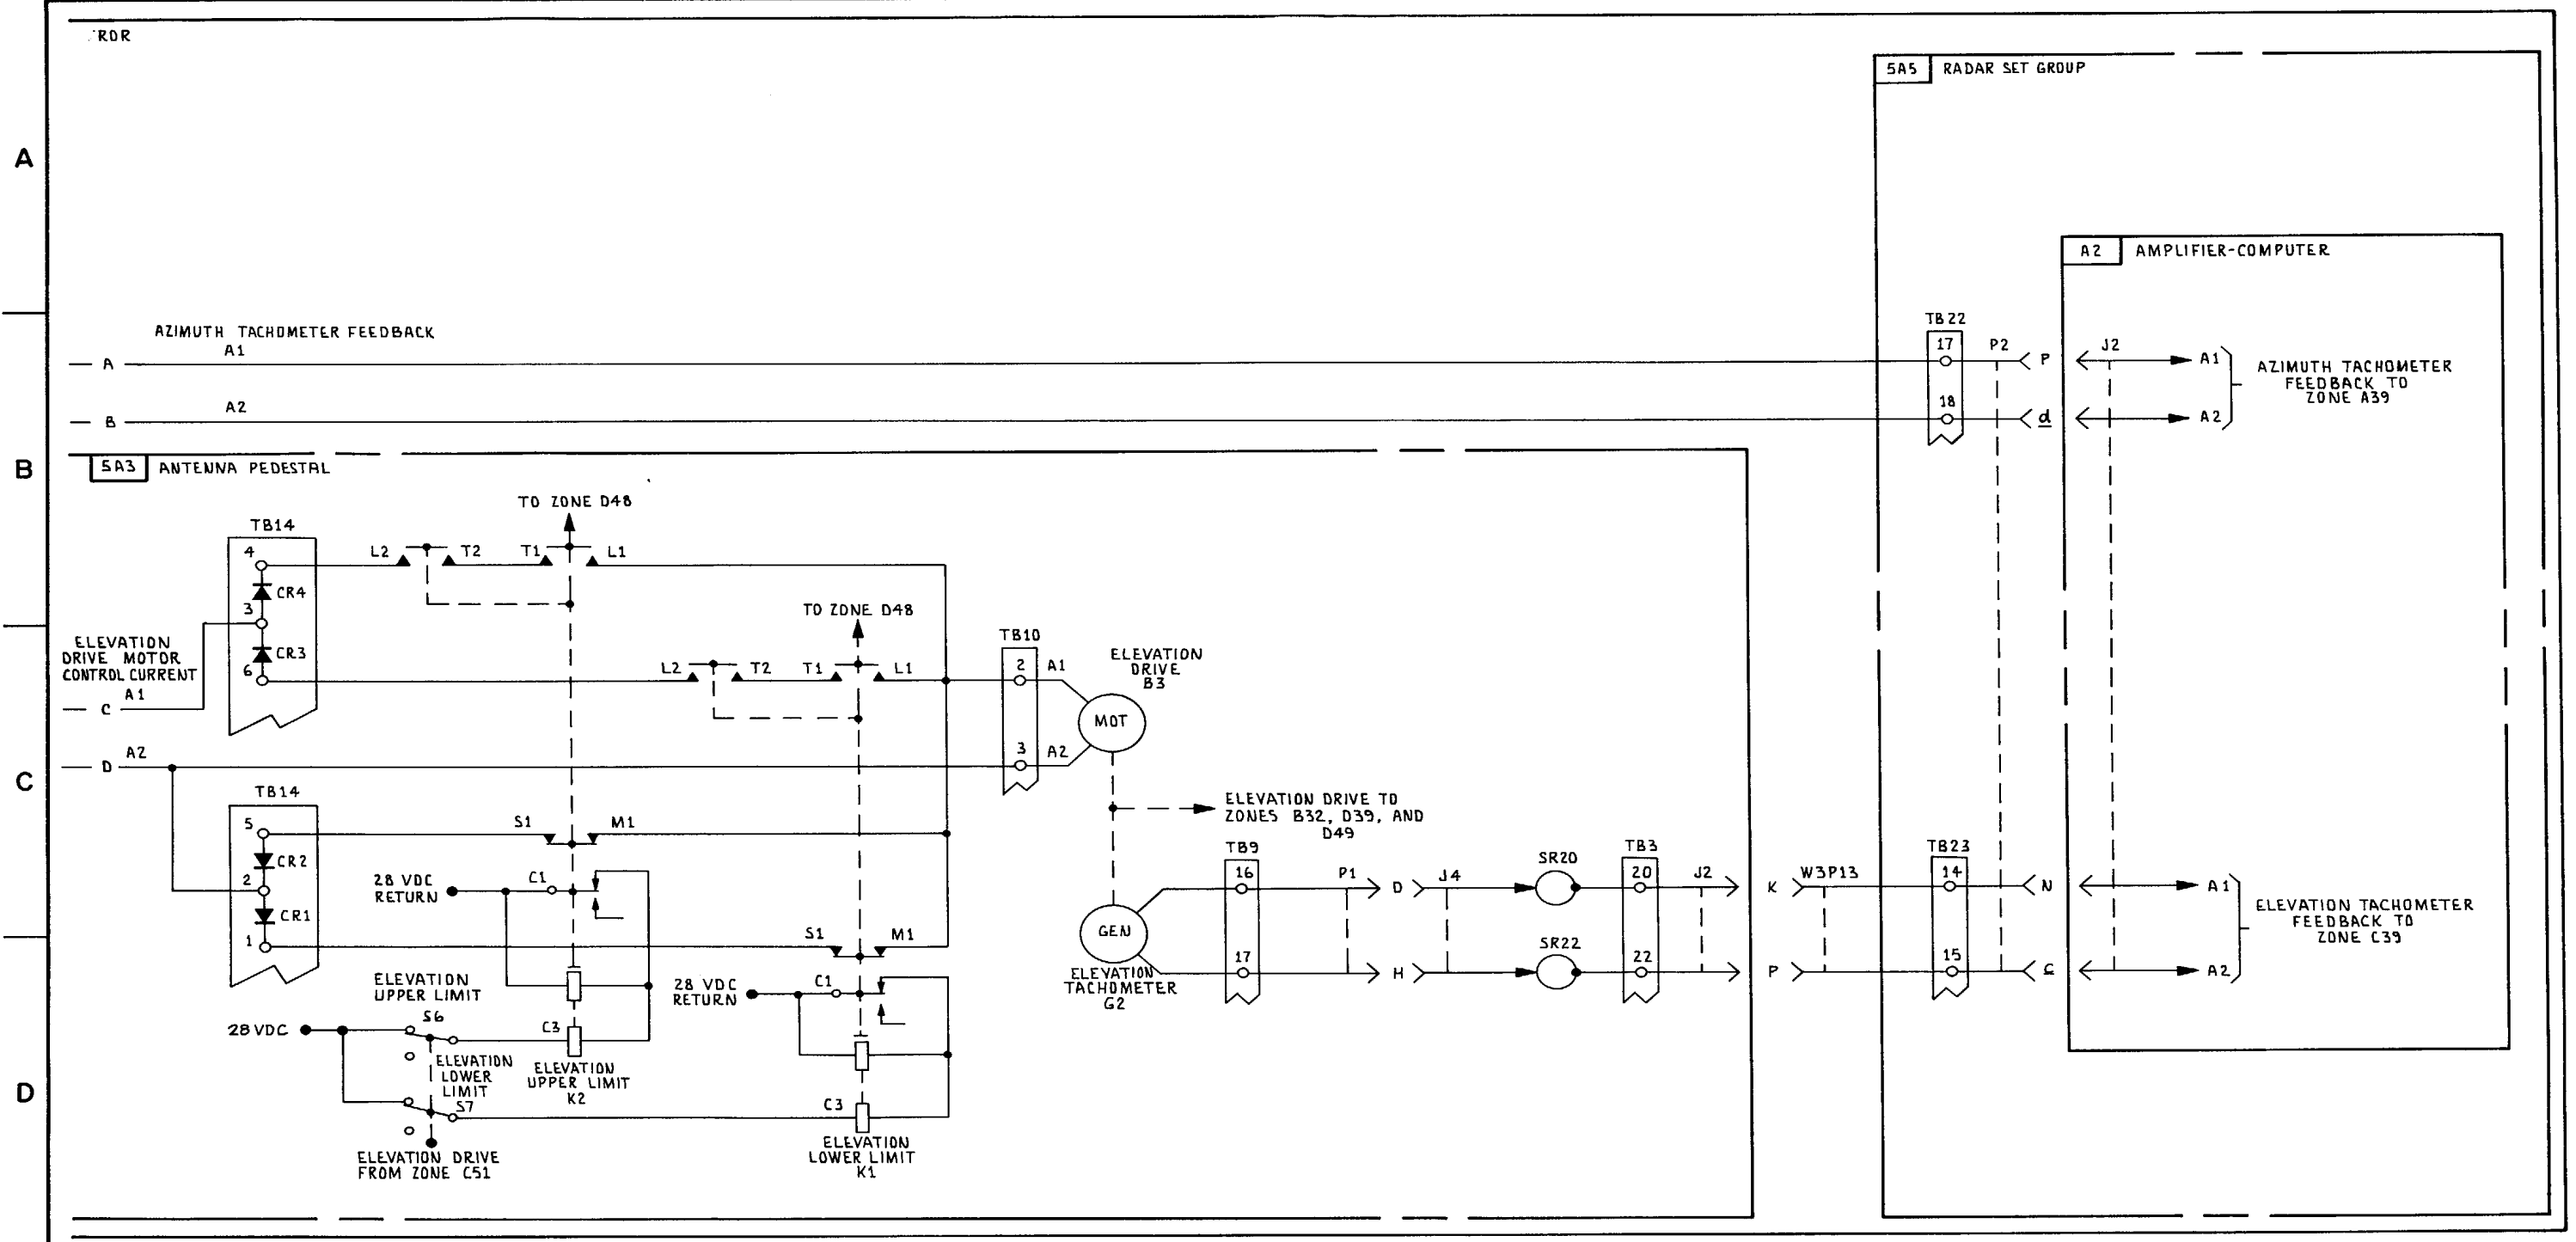 ROR
5A5 RADAR SET GROUP
A
A2 AMPLIFIER-COMPUTER
AZIMUTH TACHOMETER FEEDBACK
A1
A
A2
B
TB22
17
P2
P
J2
A1
18
d
A2
AZIMUTH TACHOMETER
FEEDBACK TO
ZONE A39
B
5A3 ANTENNA PEDESTAL
TO ZONE D48
TB14
4
L2
T2
T1
L1
CR4
3
TO ZONE D48
CR3
6
ELEVATION
DRIVE MOTOR
CONTROL CURRENT
A1
C
L2
T2
T1
L1
TB10
2
A1
ELEVATION
DRIVE
B3
MOT
3
A2
A2
D
C
TB14
5
S1
M1
CR2
2
CR1
1
28 VDC
RETURN
C1
ELEVATION DRIVE TO
ZONES B32, D39, AND
D49
TB9
16
P1
D
J4
SR20
TB3
20
J2
K
W3P13
TB23
14
N
A1
GEN
17
H
SR22
22
P
15
c
A2
ELEVATION
TACHOMETER
G2
ELEVATION TACHOMETER
FEEDBACK TO
ZONE C39
S1
M1
ELEVATION
UPPER LIMIT
S6
28 VDC
RETURN
C1
28 VDC
C3
ELEVATION
LOWER
LIMIT
S7
ELEVATION
UPPER LIMIT
K2
D
C3
ELEVATION DRIVE
FROM ZONE C51
ELEVATION
LOWER LIMIT
K1